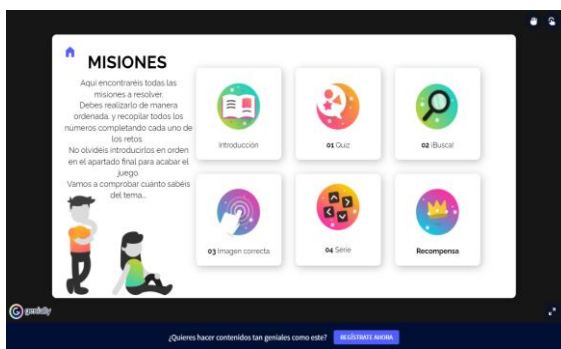 MISIONES
Aquí encontraréis todas las
misiones a resolver.
Debes realizarlo de manera
ordenada, y recopilar todos los
números completando cada uno de
los retos.
No olvidéis introducirlos en orden
en el apartado final para acabar el
juego.
Vamos a comprobar cuánto sabéis
del tema...
Introducción
01 Quiz
02 ¡Busca!
03 Imagen correcta
04 Serie
Recompensa
genially
¿Quieres hacer contenidos tan geniales como este?
REGÍSTRATE AHORA